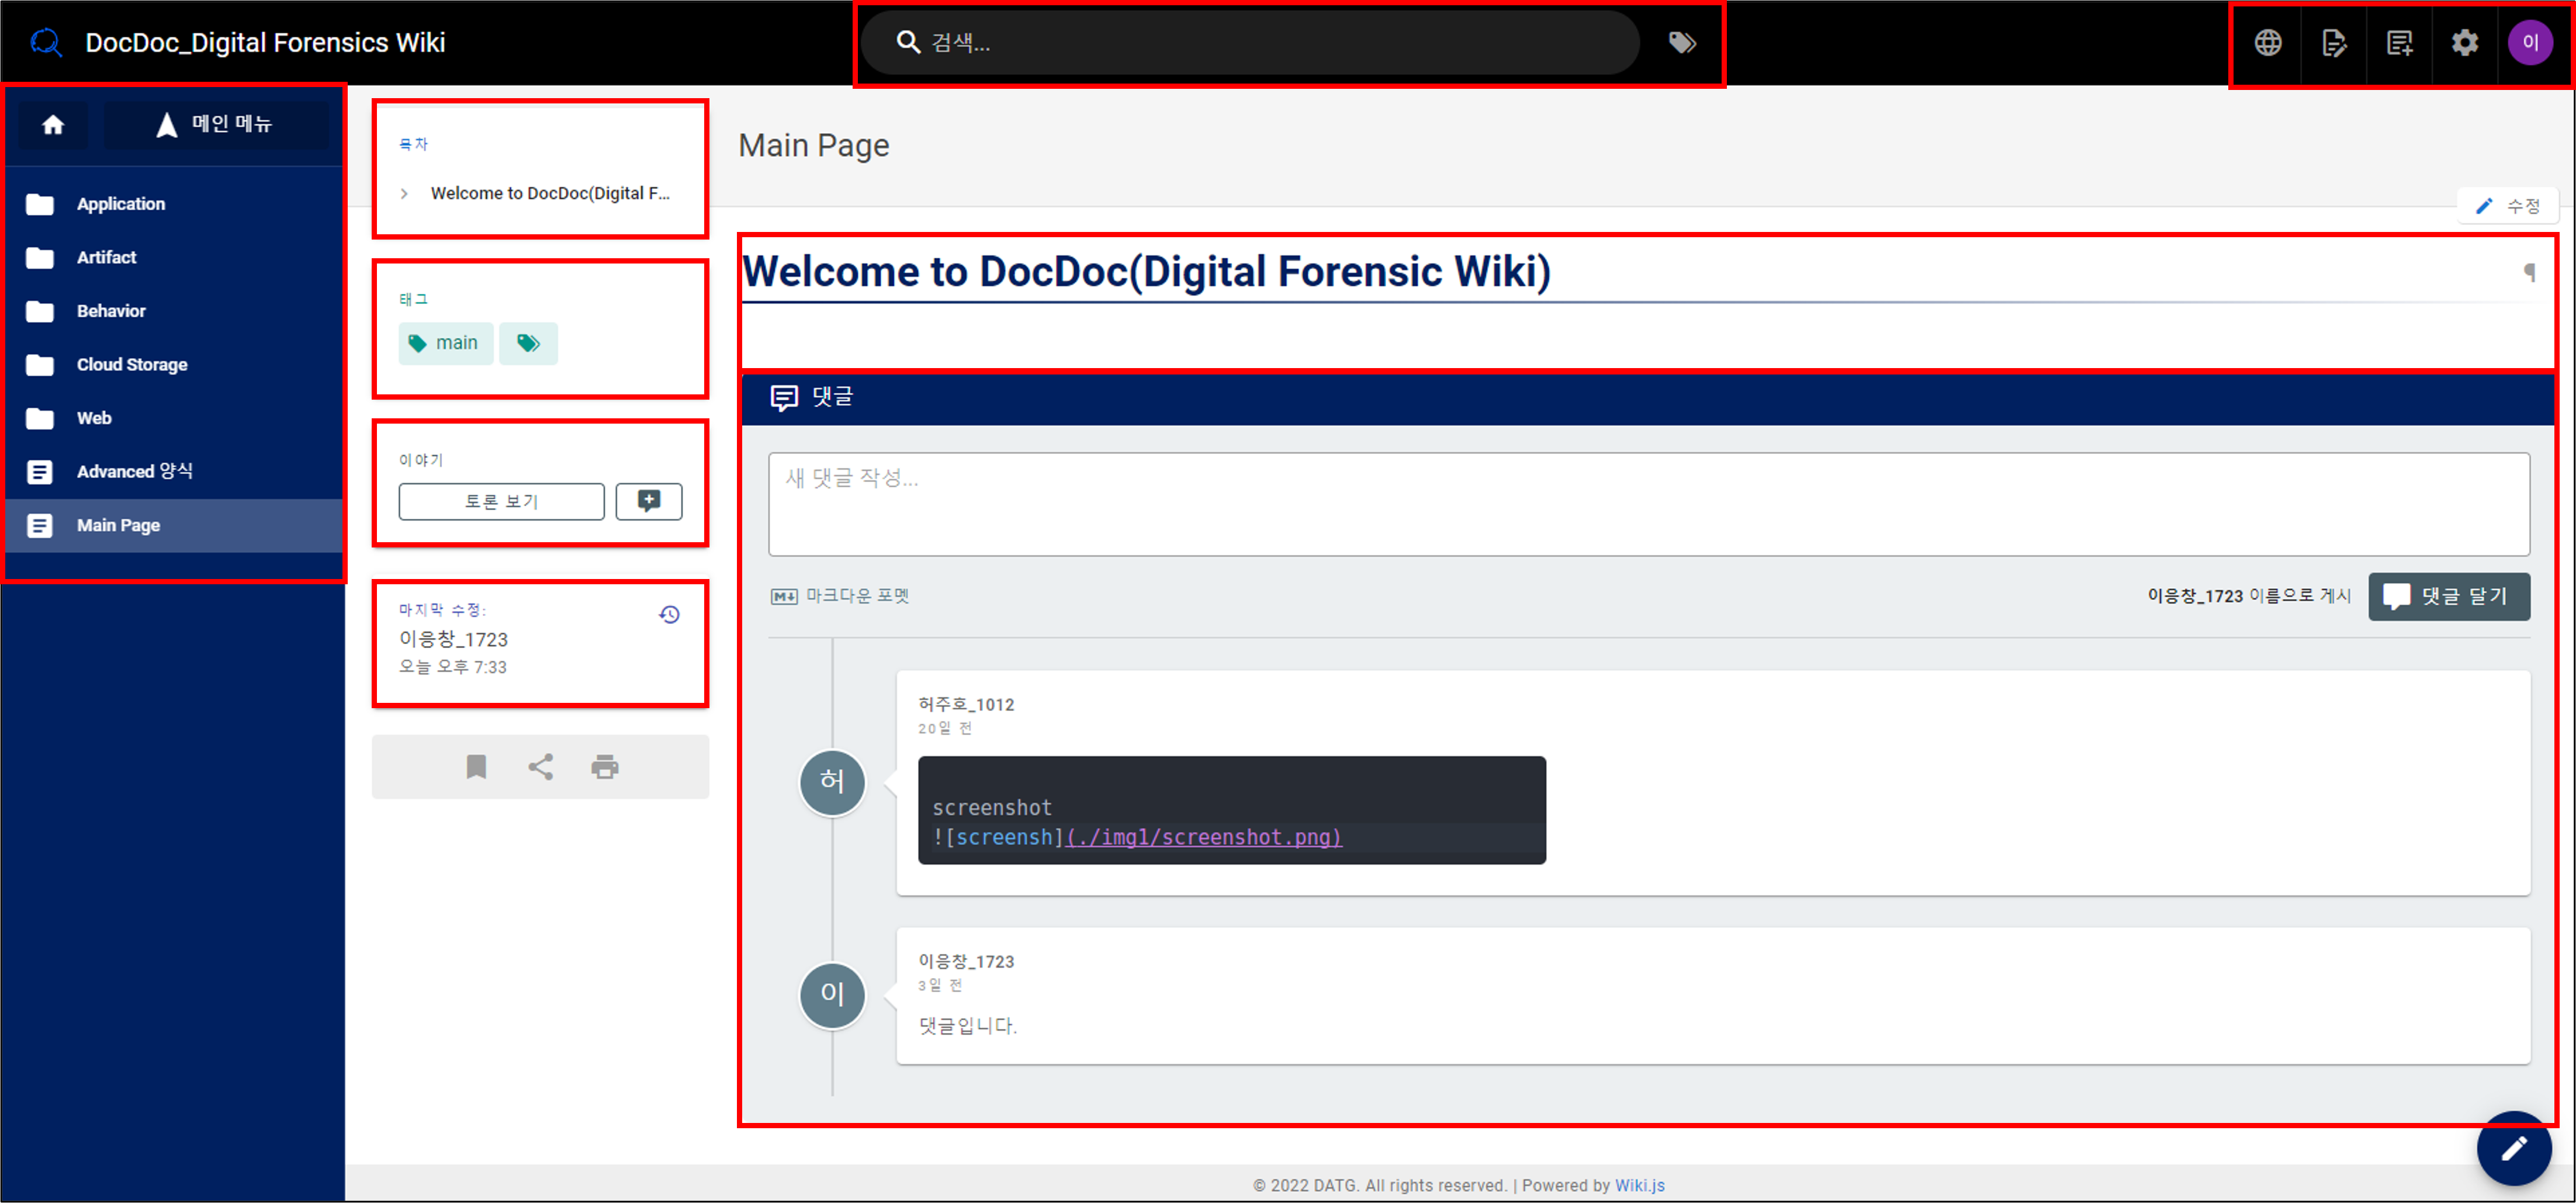 DocDoc_Digital Forensics Wiki
검색...
이
메인 메뉴
Application
Artifact
Behavior
Cloud Storage
Web
Advanced 양식
Main Page
목차
Welcome to DocDoc(Digital F...
태그
main
이야기
토론 보기
마지막 수정:
이응창_1723
오늘 오후 7:33
Main Page
수정
Welcome to DocDoc(Digital Forensic Wiki)
¶
댓글
새 댓글 작성...
마크다운 포멧
이응창_1723 이름으로 게시
댓글 달기
허
허주호_1012
20일 전
screenshot
![screensh](./img1/screenshot.png)
이
이응창_1723
3일 전
댓글입니다.
© 2022 DATG. All rights reserved. | Powered by Wiki.js